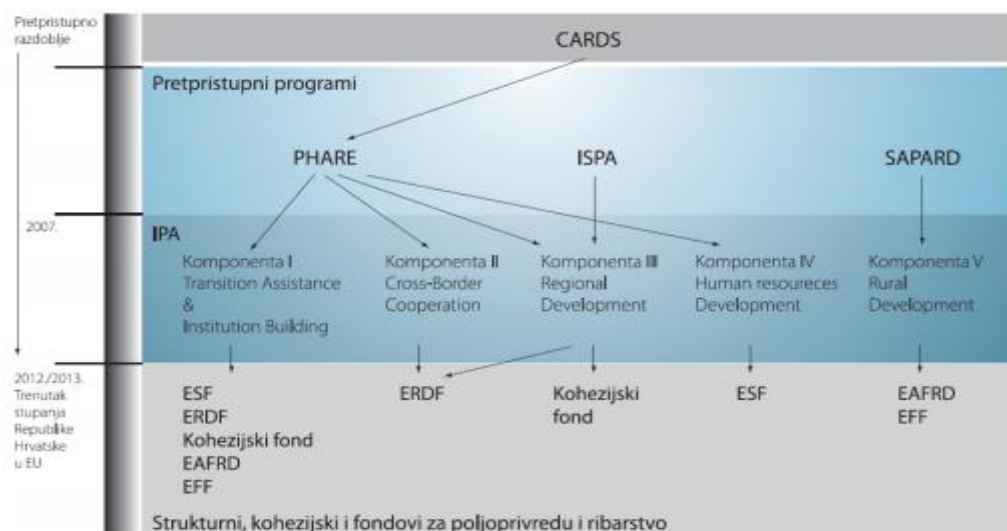 Pretpristupno
razdoblje
CARDS
Pretpristupni programi
PHARE
ISPA
SAPARD
2007.
IPA
Komponenta I
Transition Assistance
&
Institution Building
Komponenta II
Cross-Border
Cooperation
Komponenta III
Regional
Development
Komponenta IV
Human resoureces
Development
Komponenta V
Rural
Development
2012./2013.
Trenutak
stupanja
Republike
Hrvatske
u EU
ESF
ERDF
Kohezijski fond
EAFRD
EFF
ERDF
Kohezijski
fond
ESF
EAFRD
EFF
Strukturni, kohezijski i fondovi za poljoprivredu i ribarstvo